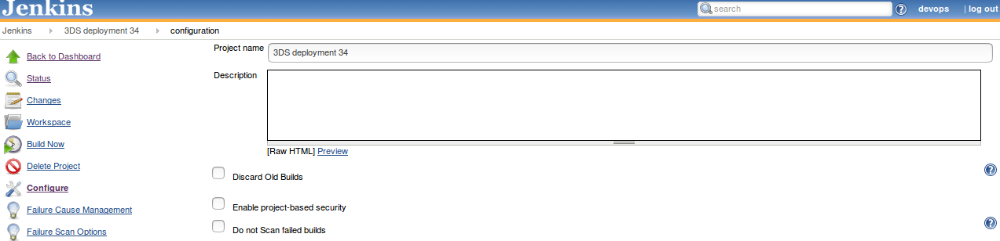 Jenkins
search
devops
| log out
Jenkins
3DS deployment 34
configuration
Back to Dashboard
Status
Changes
Workspace
Build Now
Delete Project
Configure
Failure Cause Management
Failure Scan Options
Project name
3DS deployment 34
Description
[Raw HTML] Preview
Discard Old Builds
Enable project-based security
Do not Scan failed builds